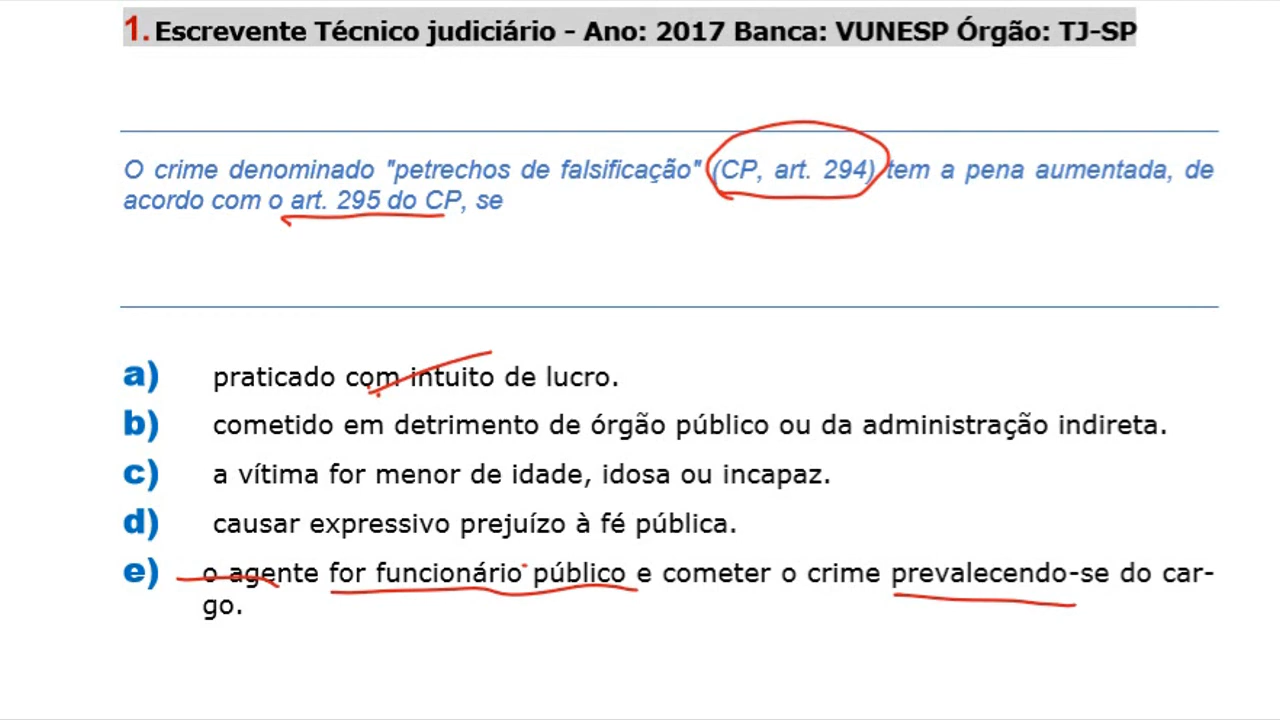 1. Escrevente Técnico judiciário - Ano: 2017 Banca: VUNESP Órgão: TJ-SP
O crime denominado "petrechos de falsificação" (CP, art. 294) tem a pena aumentada, de
acordo com o art. 295 do CP, se
a) praticado com intuito de lucro.
b) cometido em detrimento de órgão público ou da administração indireta.
c) a vítima for menor de idade, idosa ou incapaz.
d) causar expressivo prejuízo à fé pública.
e) o agente for funcionário público e cometer o crime prevalecendo-se do car-
go.